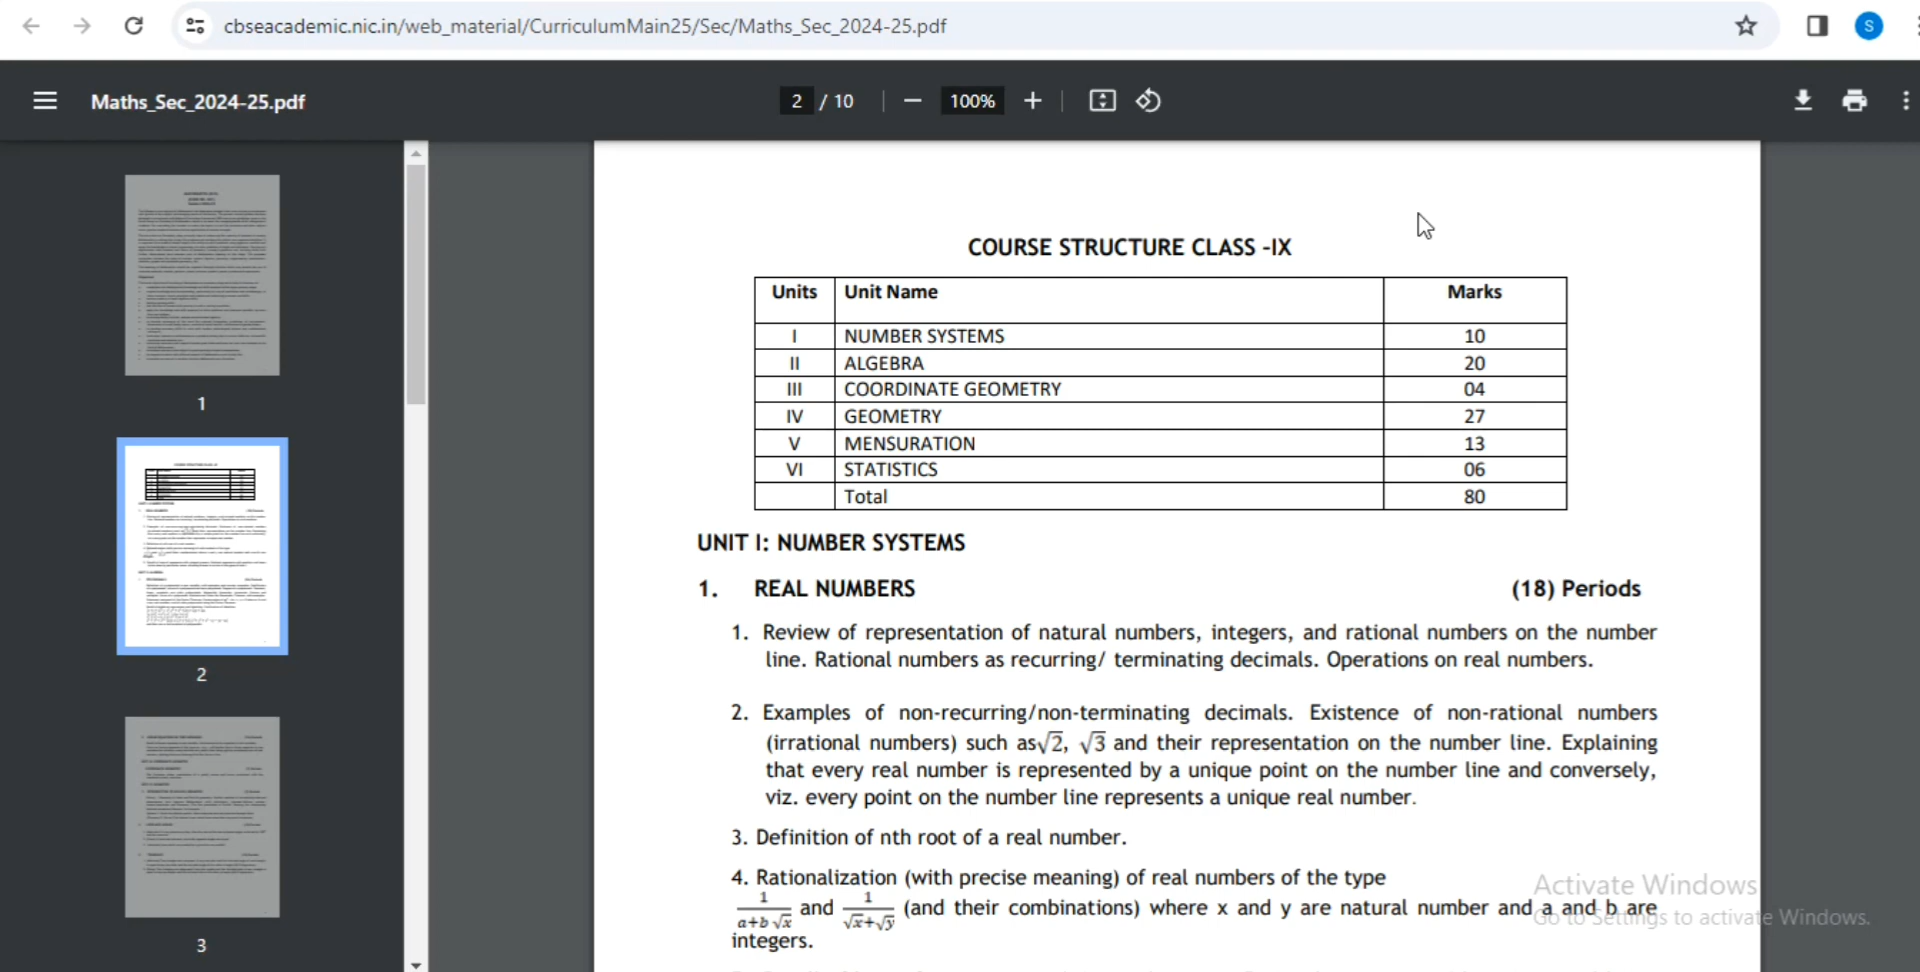 cbseacademic.nic.in/web_material/CurriculumMain25/Sec/Maths_Sec_2024-25.pdf
S
Maths_Sec_2024-25.pdf
2 / 10
100%
1
2
3
COURSE STRUCTURE CLASS -IX
Units Unit Name Marks
I NUMBER SYSTEMS 10
II ALGEBRA 20
III COORDINATE GEOMETRY 04
IV GEOMETRY 27
V MENSURATION 13
VI STATISTICS 06
Total 80
UNIT I: NUMBER SYSTEMS
1. REAL NUMBERS (18) Periods
1. Review of representation of natural numbers, integers, and rational numbers on the number
line. Rational numbers as recurring/ terminating decimals. Operations on real numbers.
2. Examples of non-recurring/non-terminating decimals. Existence of non-rational numbers
(irrational numbers) such as√2, √3 and their representation on the number line. Explaining
that every real number is represented by a unique point on the number line and conversely,
viz. every point on the number line represents a unique real number.
3. Definition of nth root of a real number.
4. Rationalization (with precise meaning) of real numbers of the type
1/(a+b√x) and 1/(√x+√y) (and their combinations) where x and y are natural number and a and b are
integers.
Activate Windows
Go to Settings to activate Windows.